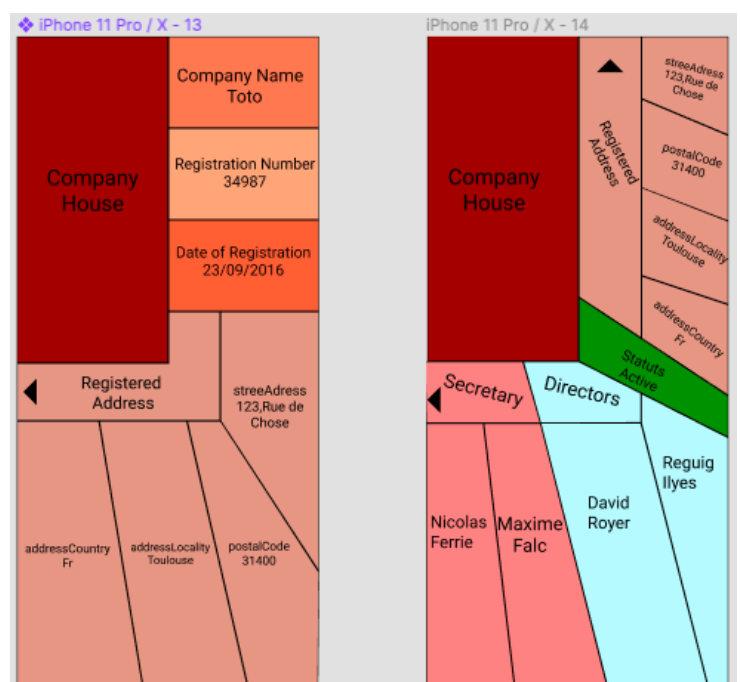 iPhone 11 Pro / X - 13
Company
House
Company Name
Toto
Registration Number
34987
Date of Registration
23/09/2016
Registered
Address
streeAdress
123,Rue de
Chose
addressCountry
Fr
addressLocality
Toulouse
postalCode
31400
iPhone 11 Pro / X - 14
Company
House
Registered
Address
streeAdress
123,Rue de
Chose
postalCode
31400
addressLocality
Toulouse
addressCountry
Fr
Statuts
Active
Secretary
Directors
Nicolas
Ferrie
Maxime
Falc
David
Royer
Reguig
Ilyes